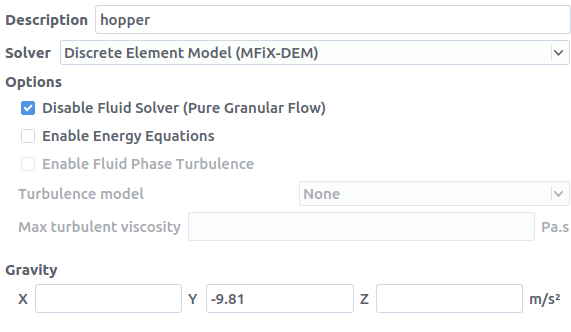 Description hopper
Solver Discrete Element Model (MFiX-DEM)
Options
Disable Fluid Solver (Pure Granular Flow)
Enable Energy Equations
Enable Fluid Phase Turbulence
Turbulence model None
Max turbulent viscosity Pa.s
Gravity
X Y -9.81 Z m/s²